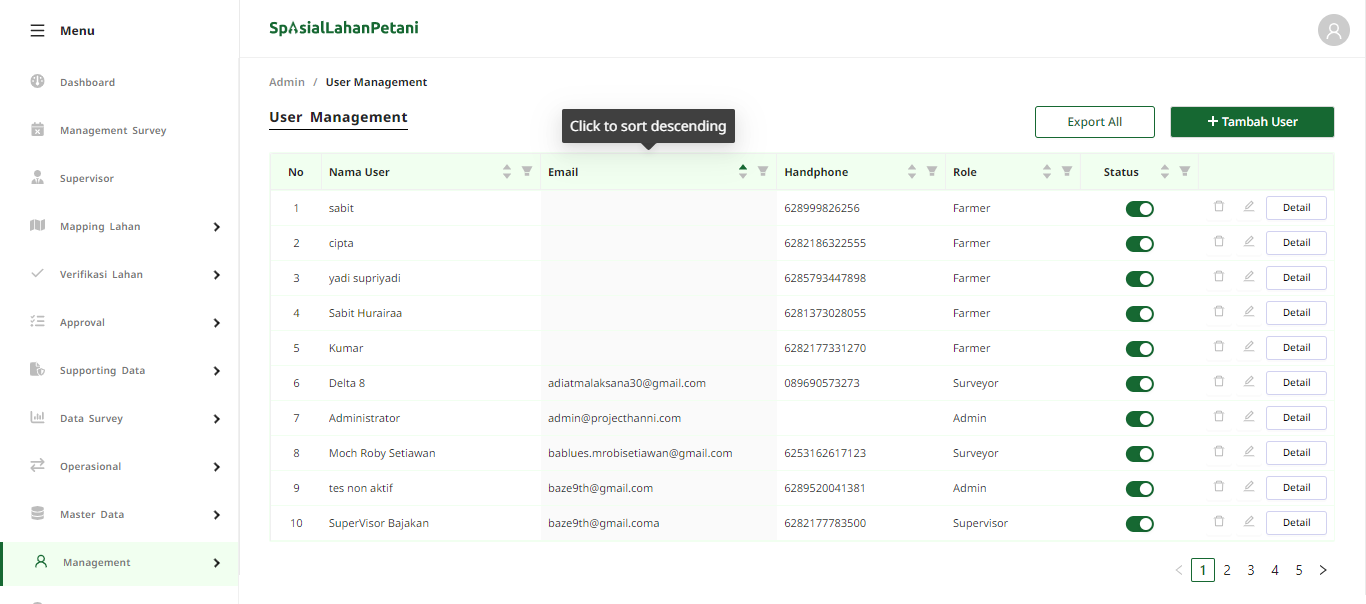 Menu
SpAsialLahanPetani
Dashboard
Management Survey
Supervisor
Mapping Lahan
Verifikasi Lahan
Approval
Supporting Data
Data Survey
Operasional
Master Data
Management
Admin / User Management
User Management
Click to sort descending
Export All
+ Tambah User
No Nama User Email Handphone Role Status
1 sabit 628999826256 Farmer Detail
2 cipta 6282186322555 Farmer Detail
3 yadi supriyadi 6285793447898 Farmer Detail
4 Sabit Hurairaa 6281373028055 Farmer Detail
5 Kumar 6282177331270 Farmer Detail
6 Delta 8 adiatmalaksana30@gmail.com 089690573273 Surveyor Detail
7 Administrator admin@projecthanni.com Admin Detail
8 Moch Roby Setiawan bablues.mrobisetiawan@gmail.com 6253162617123 Surveyor Detail
9 tes non aktif baze9th@gmail.com 6289520041381 Admin Detail
10 SuperVisor Bajakan baze9th@gmail.coma 6282177783500 Supervisor Detail
< 1 2 3 4 5 >